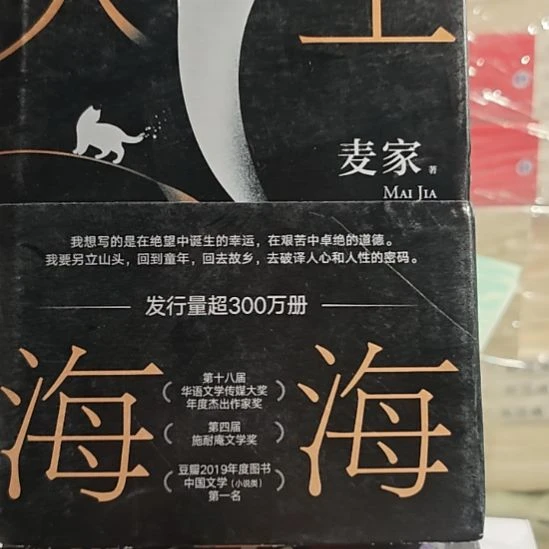 麦家 著
MAI JIA
我想写的是在绝望中诞生的幸运，在艰苦中卓绝的道德。
我要另立山头，回到童年，回去故乡，去破译人心和人性的密码。
发行量超300万册
海海
第十八届
华语文学传媒大奖
年度杰出作家奖
第四届
施耐庵文学奖
豆瓣2019年度图书
中国文学（小说类）
第一名